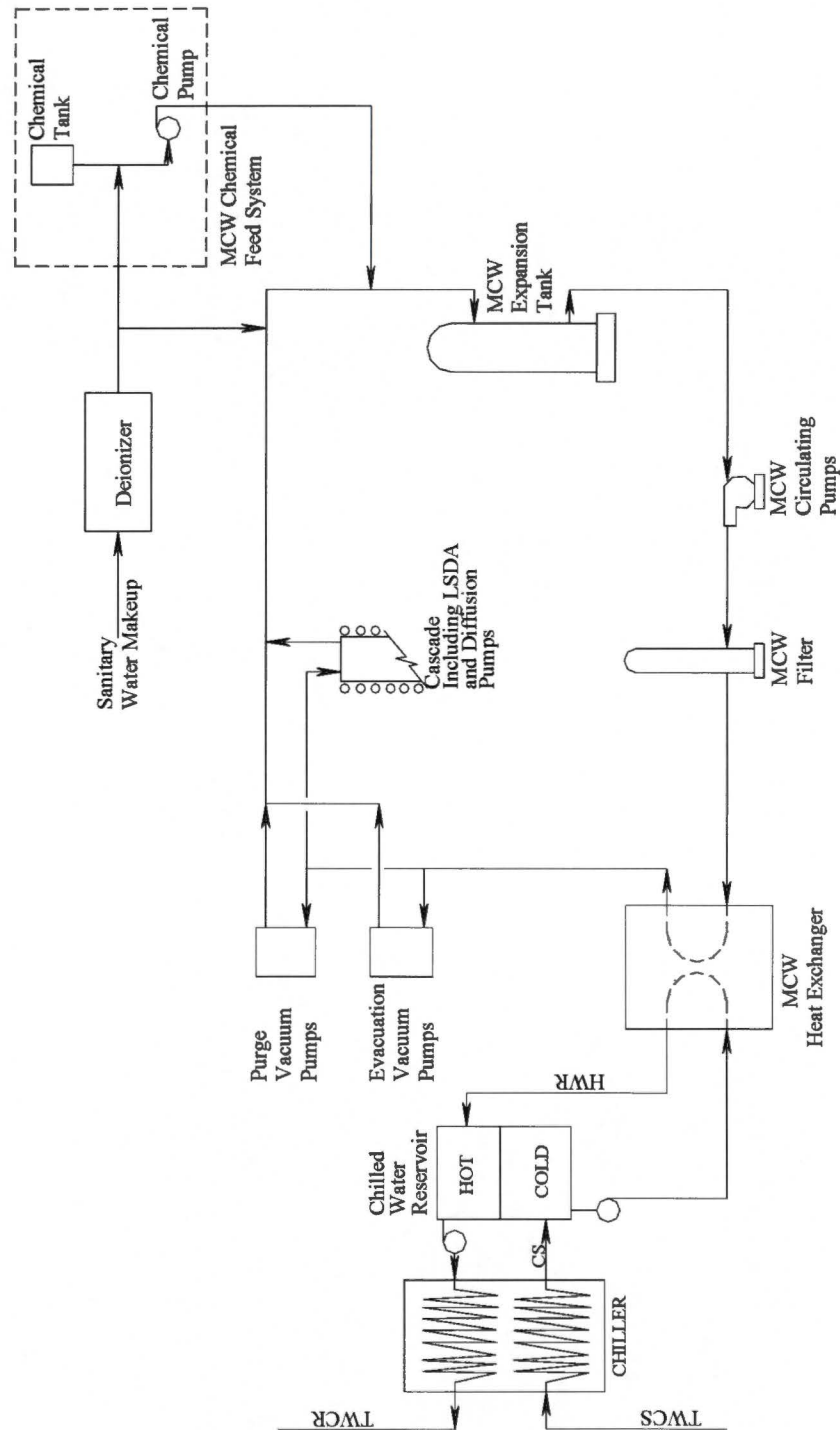 Chemical
Tank
Chemical
Pump
MCW Chemical
Feed System
Deionizer
Sanitary
Water Makeup
MCW
Expansion
Tank
Cascade
Including LSDA
and Diffusion
Pumps
MCW
Circulating
Pumps
MCW
Filter
Purge
Vacuum
Pumps
Evacuation
Vacuum
Pumps
MCW
Heat Exchanger
HWR
Chilled
Water
Reservoir
HOT
COLD
CS
CHILLER
TWCR
TWCS